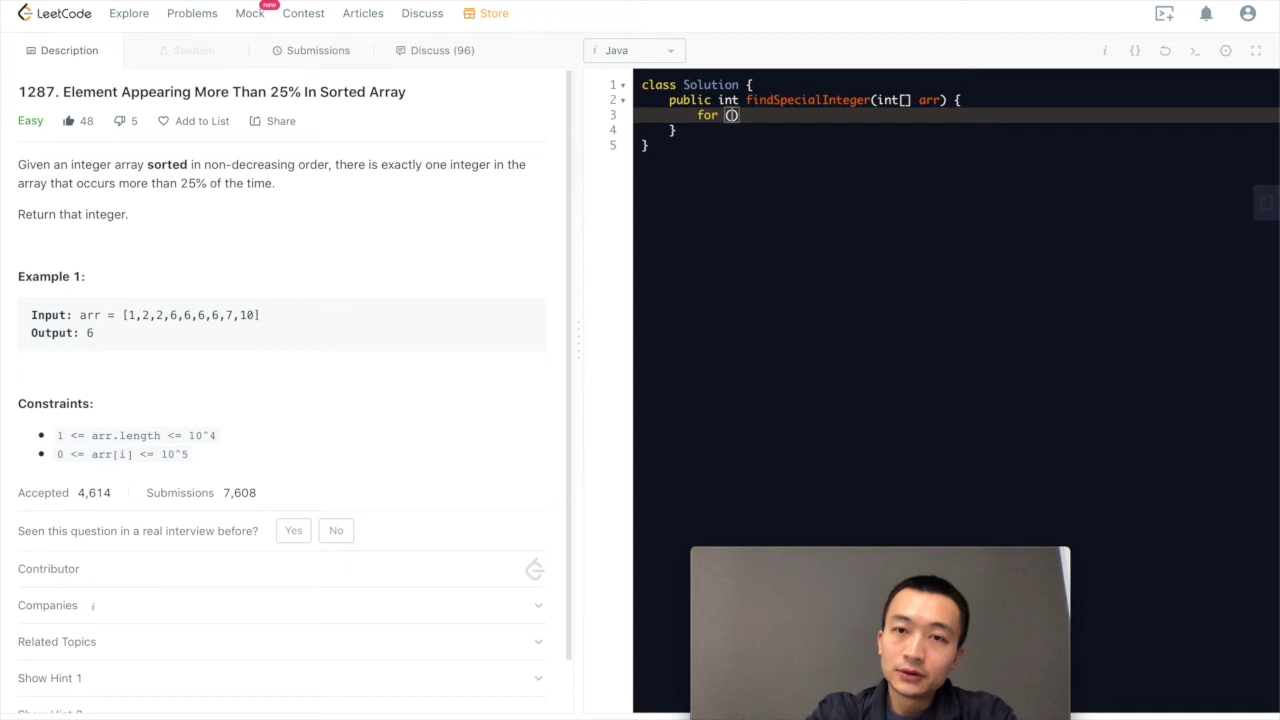 LeetCode Explore Problems Mock new Contest Articles Discuss Store
Description Solution Submissions Discuss (96)
i Java
1287. Element Appearing More Than 25% In Sorted Array
Easy 48 5 Add to List Share
Given an integer array sorted in non-decreasing order, there is exactly one integer in the
array that occurs more than 25% of the time.
Return that integer.
Example 1:
Input: arr = [1,2,2,6,6,6,6,7,10]
Output: 6
Constraints:
1 <= arr.length <= 10^4
0 <= arr[i] <= 10^5
Accepted 4,614 Submissions 7,608
Seen this question in a real interview before? Yes No
Contributor
Companies i
Related Topics
Show Hint 1
1 class Solution {
2 public int findSpecialInteger(int[] arr) {
3 for ()
4 }
5 }